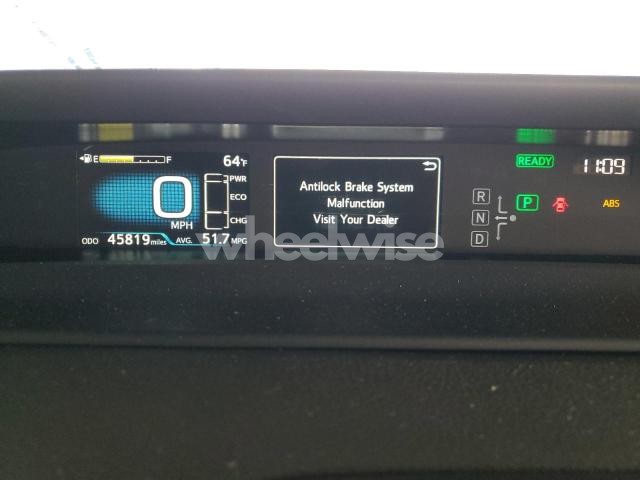 E F 64°F
PWR
ECO
CHG
0
MPH
ODO 45819 miles AVG. 51.7 MPG
Antilock Brake System
Malfunction
Visit Your Dealer
READY 11:09
R
N
D
P
ABS
wheelwise